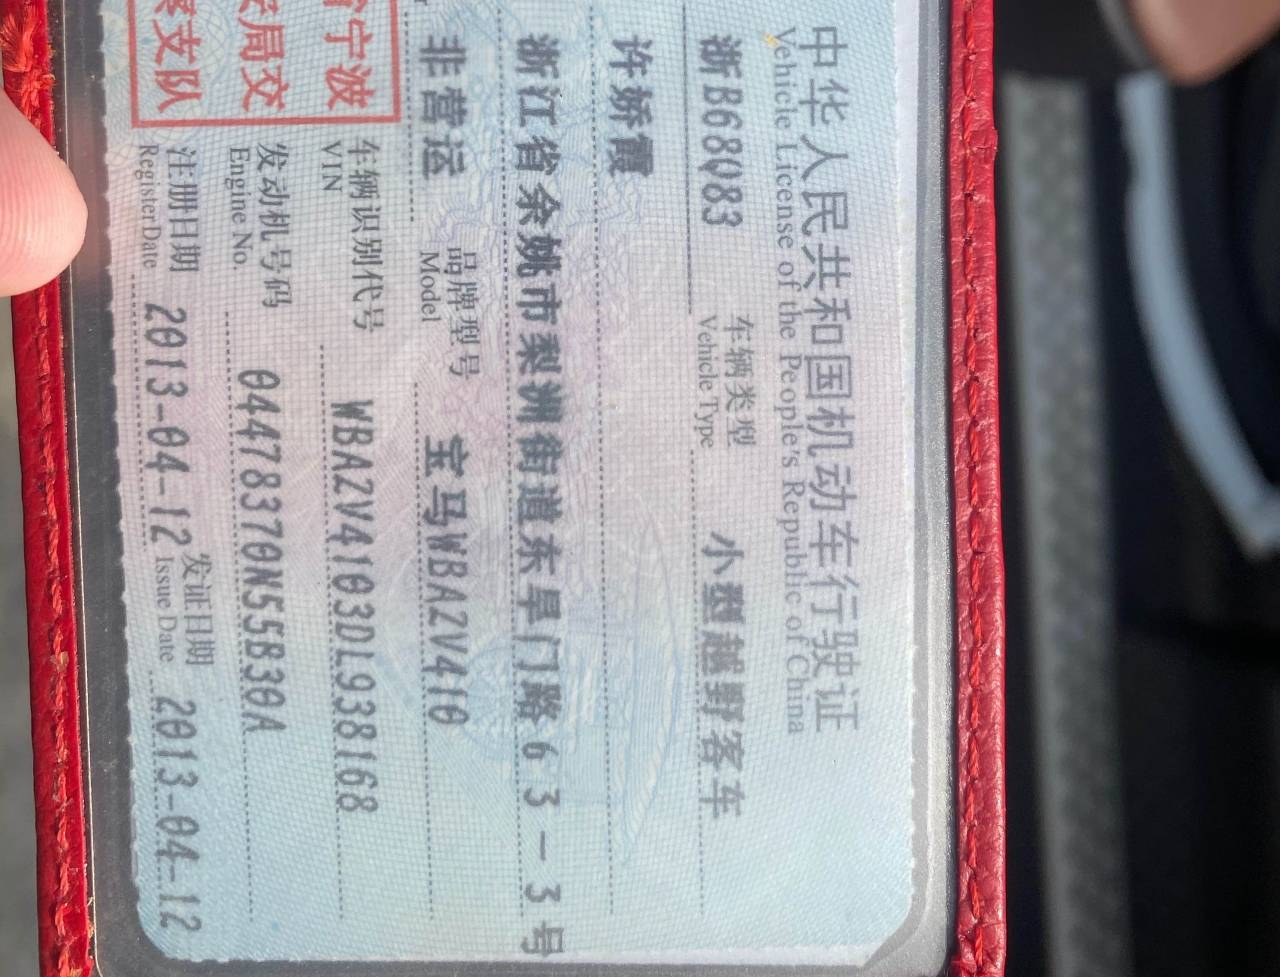 中华人民共和国机动车行驶证
Vehicle License of the People's Republic of China
浙B68Q83 车辆类型 小型越野客车
Vehicle Type
许娇霞
浙江省余姚市梨洲街道东旱门路63-3号
非营运 品牌型号 宝马WBA2V410
Model
宁波 车辆识别代号 WBA2V4103DL938168
VIN
局交 发动机号码 04478370N55B30A
Engine No.
支队 注册日期 2013-04-12 发证日期 2013-04-12
Register Date Issue Date